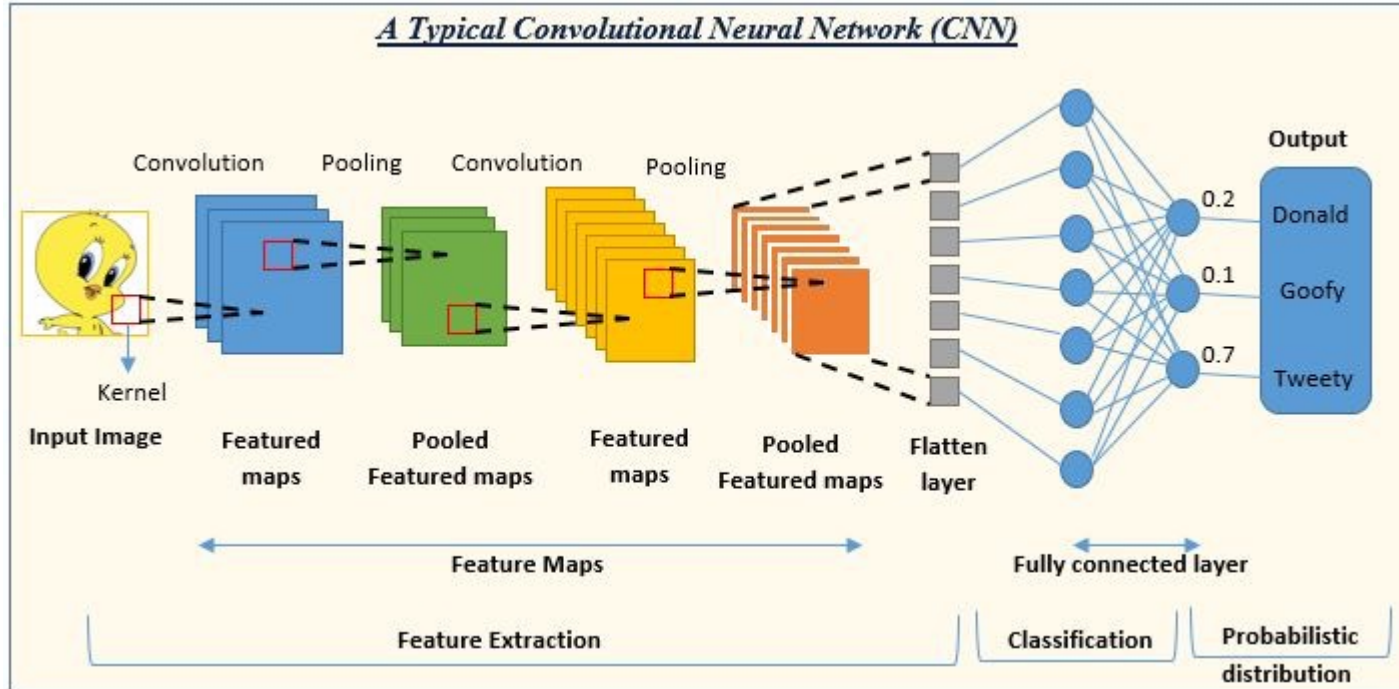 A Typical Convolutional Neural Network (CNN)
Convolution
Pooling
Convolution
Pooling
Output
0.2
Donald
0.1
Goofy
0.7
Tweety
Kernel
Input Image
Featured
maps
Pooled
Featured maps
Featured
maps
Pooled
Featured maps
Flatten
layer
Feature Maps
Fully connected layer
Feature Extraction
Classification
Probabilistic
distribution